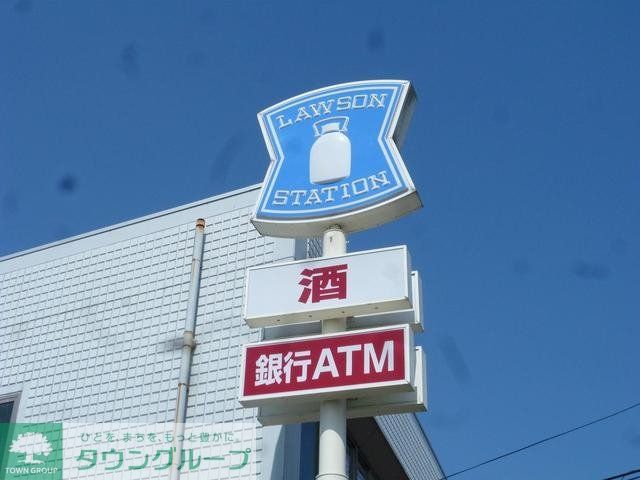 LAWSON
STATION
酒
銀行ATM
ひとを、まちを、もっと豊かに。
タウングループ
TOWN GROUP